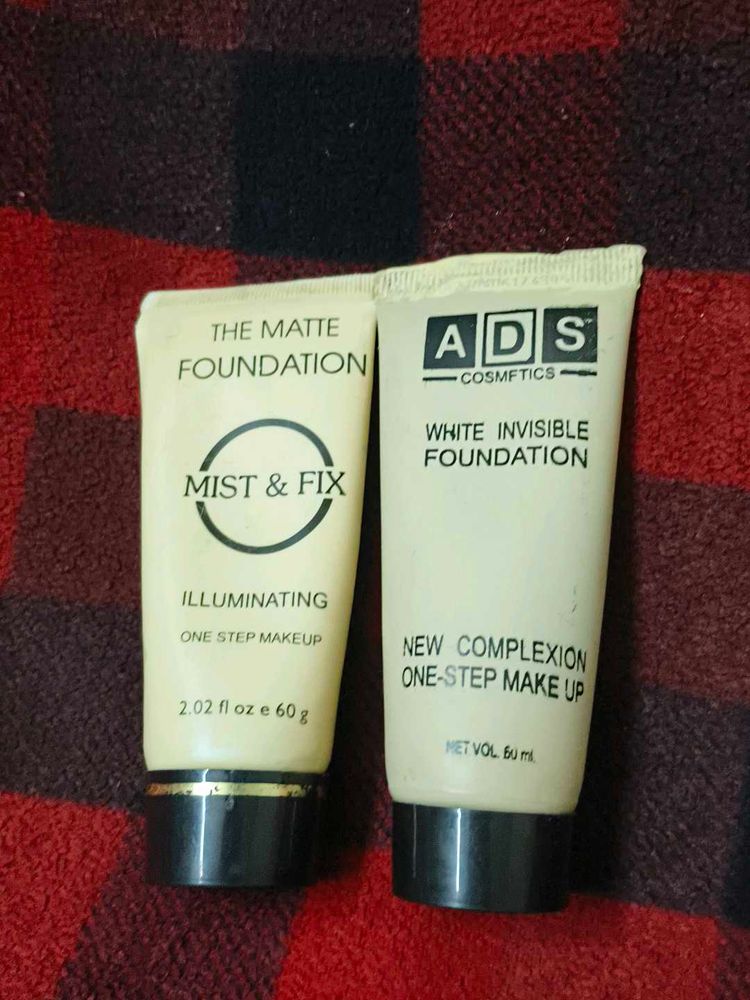 THE MATTE
FOUNDATION
MIST & FIX
ILLUMINATING
ONE STEP MAKEUP
2.02 fl oz e 60 g
ADS
COSMETICS
WHITE INVISIBLE
FOUNDATION
NEW COMPLEXION
ONE-STEP MAKE UP
NET VOL. 60 ml.